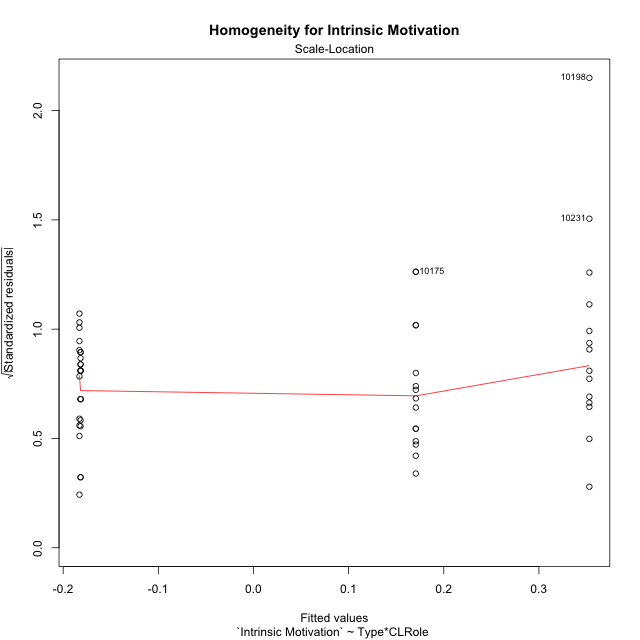 Homogeneity for Intrinsic Motivation
Scale-Location
10198
10231
10175
√|Standardized residuals|
0.0
0.5
1.0
1.5
2.0
-0.2
-0.1
0.0
0.1
0.2
0.3
Fitted values
`Intrinsic Motivation` ~ Type*CLRole